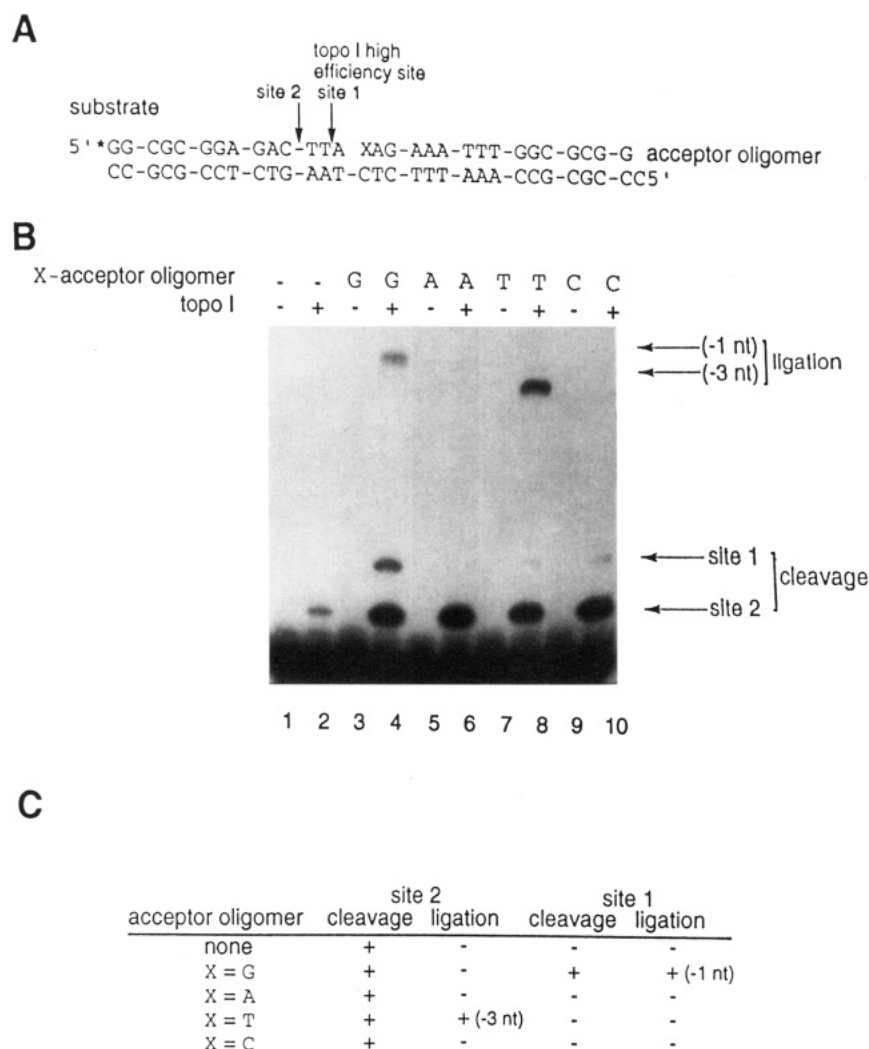 A
topo I high
efficiency site
site 2 site 1
substrate
5'*GG-CGC-GGA-GAC-TTA XAG-AAA-TTT-GGC-GCG-G acceptor oligomer
CC-GCG-CCT-CTG-AAT-CTC-TTT-AAA-CCG-CGC-CC5'
B
X-acceptor oligomer - - G G A A T T C C
topo I - + - + - + - + - +
(-1 nt)
(-3 nt)
ligation
site 1
cleavage
site 2
1 2 3 4 5 6 7 8 9 10
C
site 2 site 1
acceptor oligomer cleavage ligation cleavage ligation
none + - - -
X = G + - + + (-1 nt)
X = A + - - -
X = T + + (-3 nt) - -
X = C + - - -